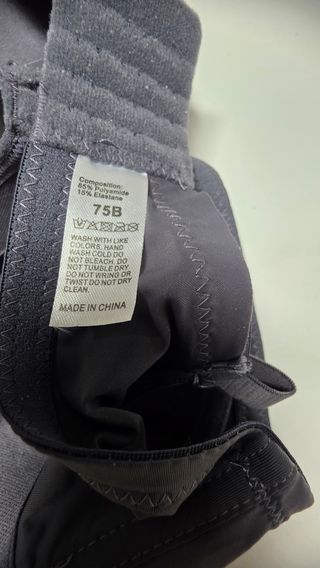 Composition:
85% Polyamide
15% Elastane
75B
WASH WITH LIKE
COLORS, HAND
WASH COLD DO
NOT BLEACH. DO
NOT TUMBLE DRY
DO NOT WRING OR
TWIST DO NOT DRY
CLEAN.
MADE IN CHINA